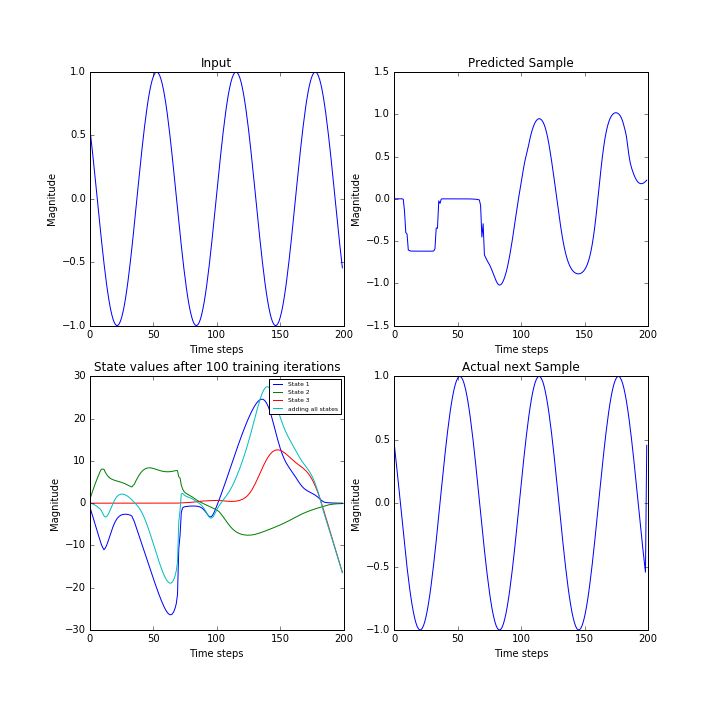 Input
1.0
0.5
0.0
−0.5
−1.0
Magnitude
0
50
100
150
200
Time steps
Predicted Sample
1.5
1.0
0.5
0.0
−0.5
−1.0
−1.5
Magnitude
0
50
100
150
200
Time steps
State values after 100 training iterations
30
20
10
0
−10
−20
−30
Magnitude
State 1
State 2
State 3
adding all states
0
50
100
150
200
Time steps
Actual next Sample
1.0
0.5
0.0
−0.5
−1.0
Magnitude
0
50
100
150
200
Time steps